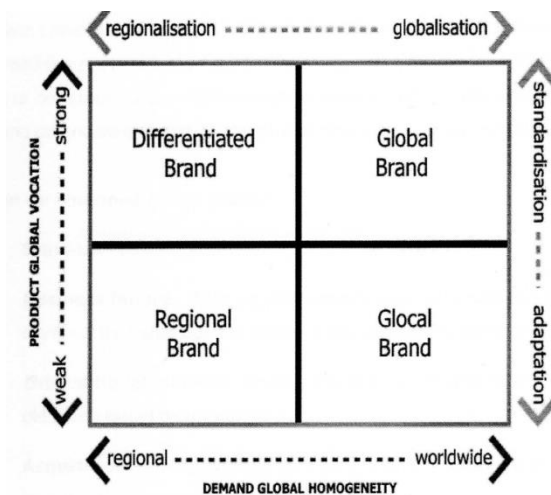 regionalisation globalisation
strong
PRODUCT GLOBAL VOCATION
weak
Differentiated
Brand
Global
Brand
Regional
Brand
Glocal
Brand
standardisation
adaptation
regional worldwide
DEMAND GLOBAL HOMOGENEITY